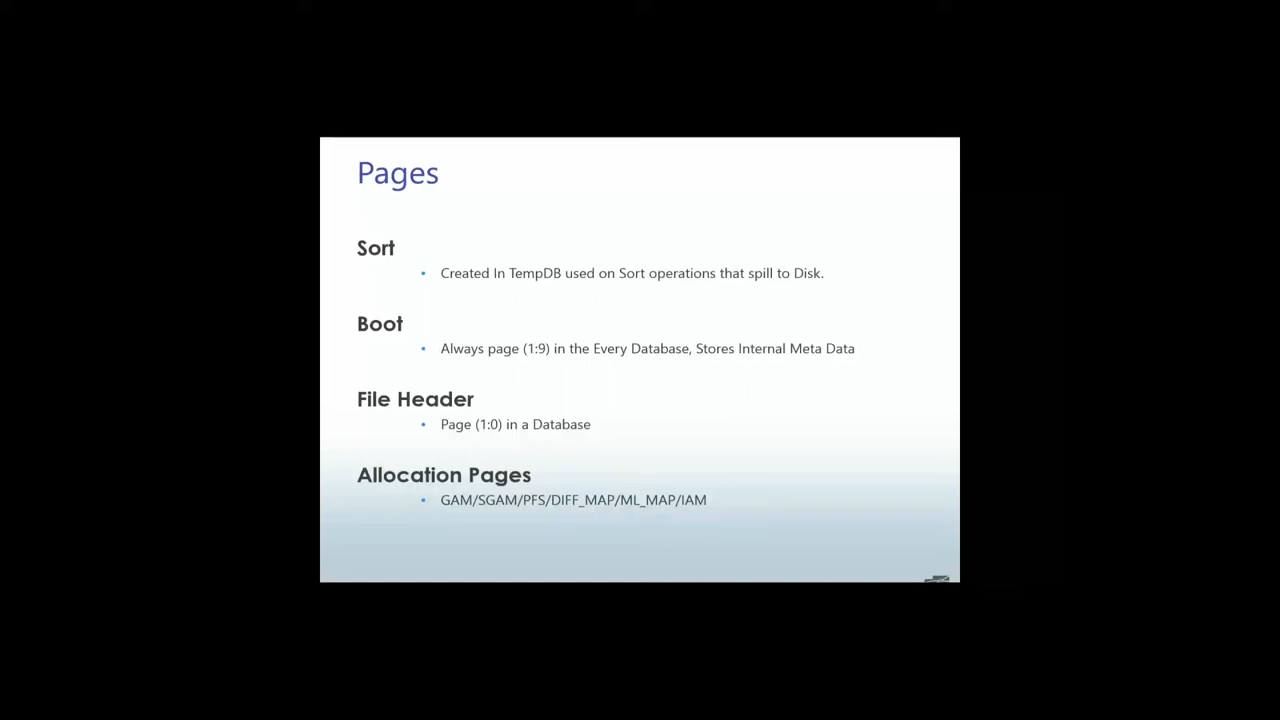 Pages
Sort
• Created In TempDB used on Sort operations that spill to Disk.
Boot
• Always page (1:9) in the Every Database, Stores Internal Meta Data
File Header
• Page (1:0) in a Database
Allocation Pages
• GAM/SGAM/PFS/DIFF_MAP/ML_MAP/IAM